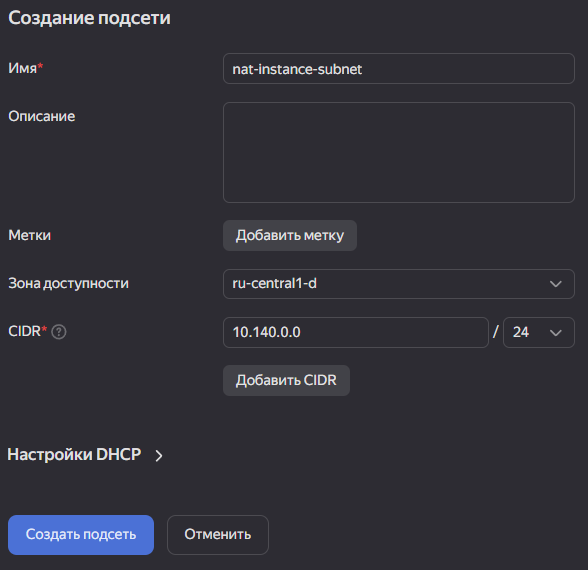 Создание подсети
Имя*
nat-instance-subnet
Описание
Метки
Добавить метку
Зона доступности
ru-central1-d
CIDR* ?
10.140.0.0 / 24
Добавить CIDR
Настройки DHCP
Создать подсеть
Отменить